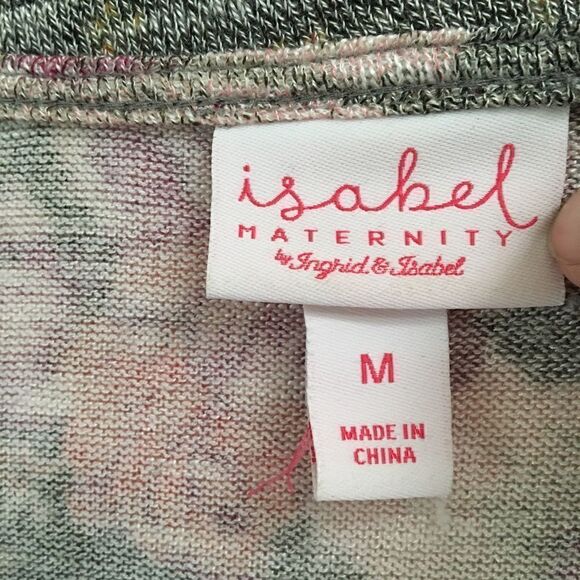 isabel
MATERNITY
by Ingrid & Isabel
M
MADE IN
CHINA